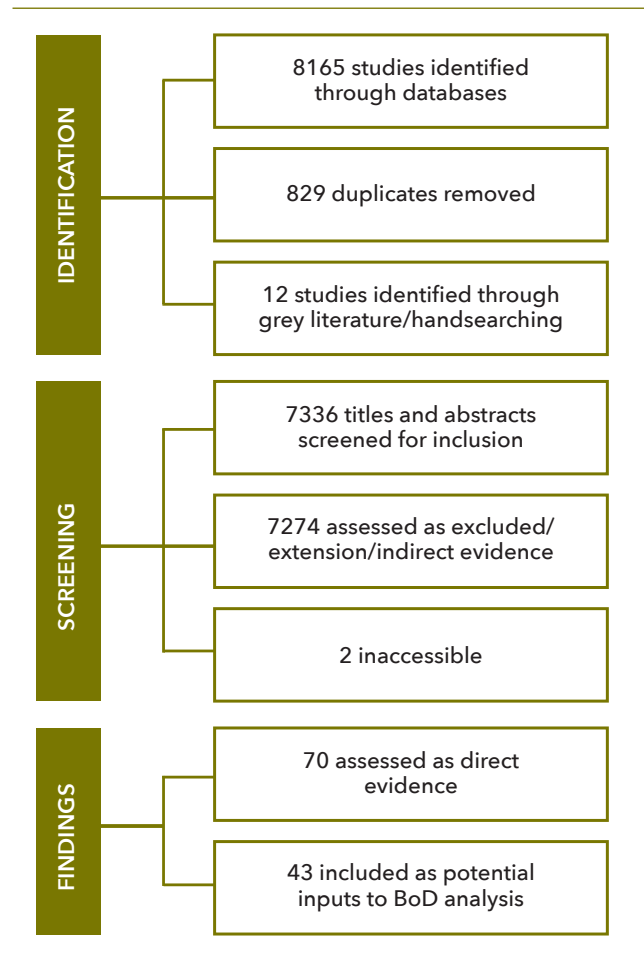 IDENTIFICATION
8165 studies identified
through databases
829 duplicates removed
12 studies identified through
grey literature/handsearching
SCREENING
7336 titles and abstracts
screened for inclusion
7274 assessed as excluded/
extension/indirect evidence
2 inaccessible
FINDINGS
70 assessed as direct
evidence
43 included as potential
inputs to BoD analysis